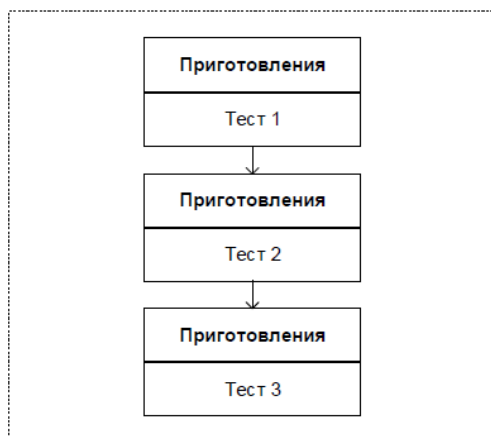 Приготовления
Тест 1
Приготовления
Тест 2
Приготовления
Тест 3